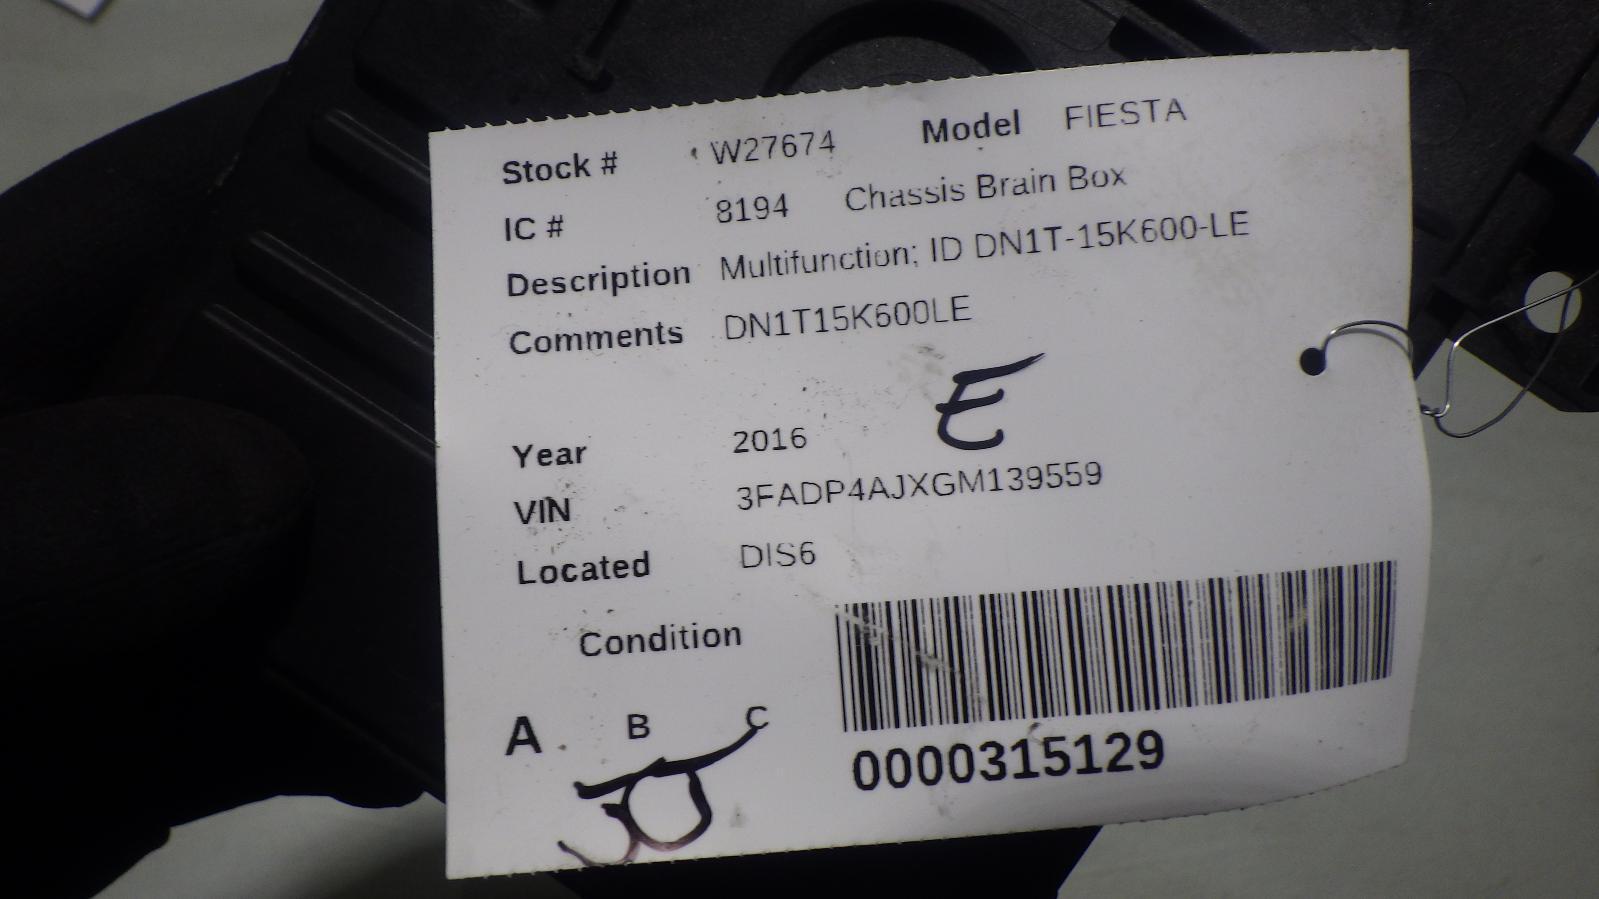 Stock # W27674 Model FIESTA
IC # 8194 Chassis Brain Box
Description Multifunction; ID DN1T-15K600-LE
Comments DN1T15K600LE
E
Year 2016
VIN 3FADP4AJXGM139559
Located DIS6
Condition
A B C
0000315129